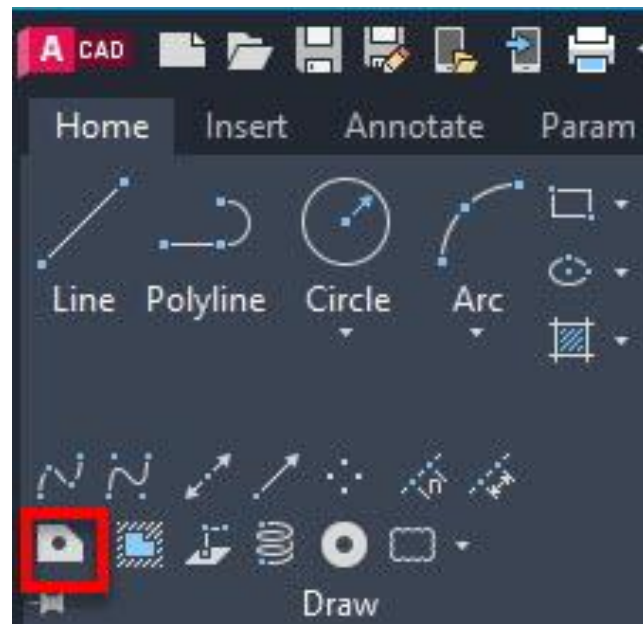 A CAD
Home Insert Annotate Param
Line Polyline Circle Arc
n
Draw